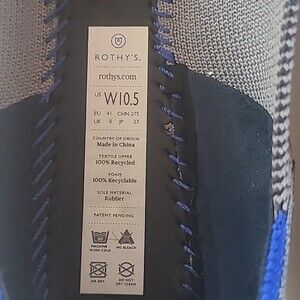 ROTHY'S.
rothys.com
US W10.5
EU 41 CHN 275
UK 8 JP 27
COUNTRY OF ORIGIN
Made in China
TEXTILE UPPER
100% Recycled
FOAM
100% Recyclable
SOLE MATERIAL
Rubber
PATENT PENDING
MACHINE WASH COLD
NO BLEACH
AIR DRY
DO NOT DRY CLEAN